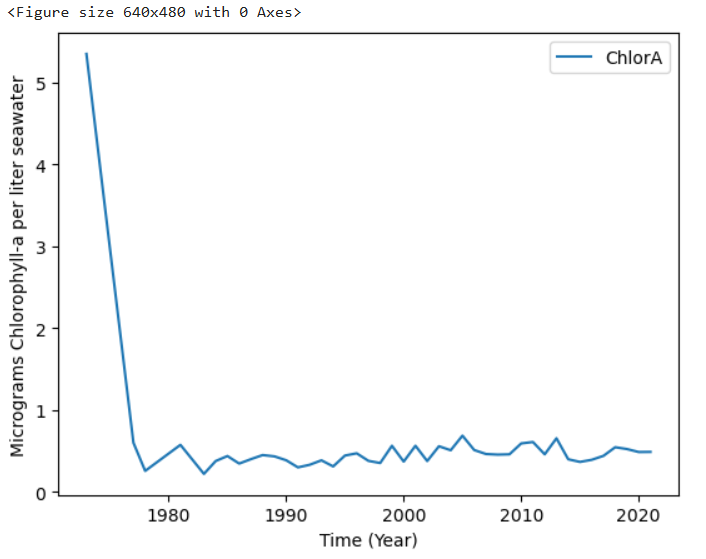 <Figure size 640x480 with 0 Axes>
ChlorA
5
4
3
2
1
0
Micrograms Chlorophyll-a per liter seawater
1980 1990 2000 2010 2020
Time (Year)